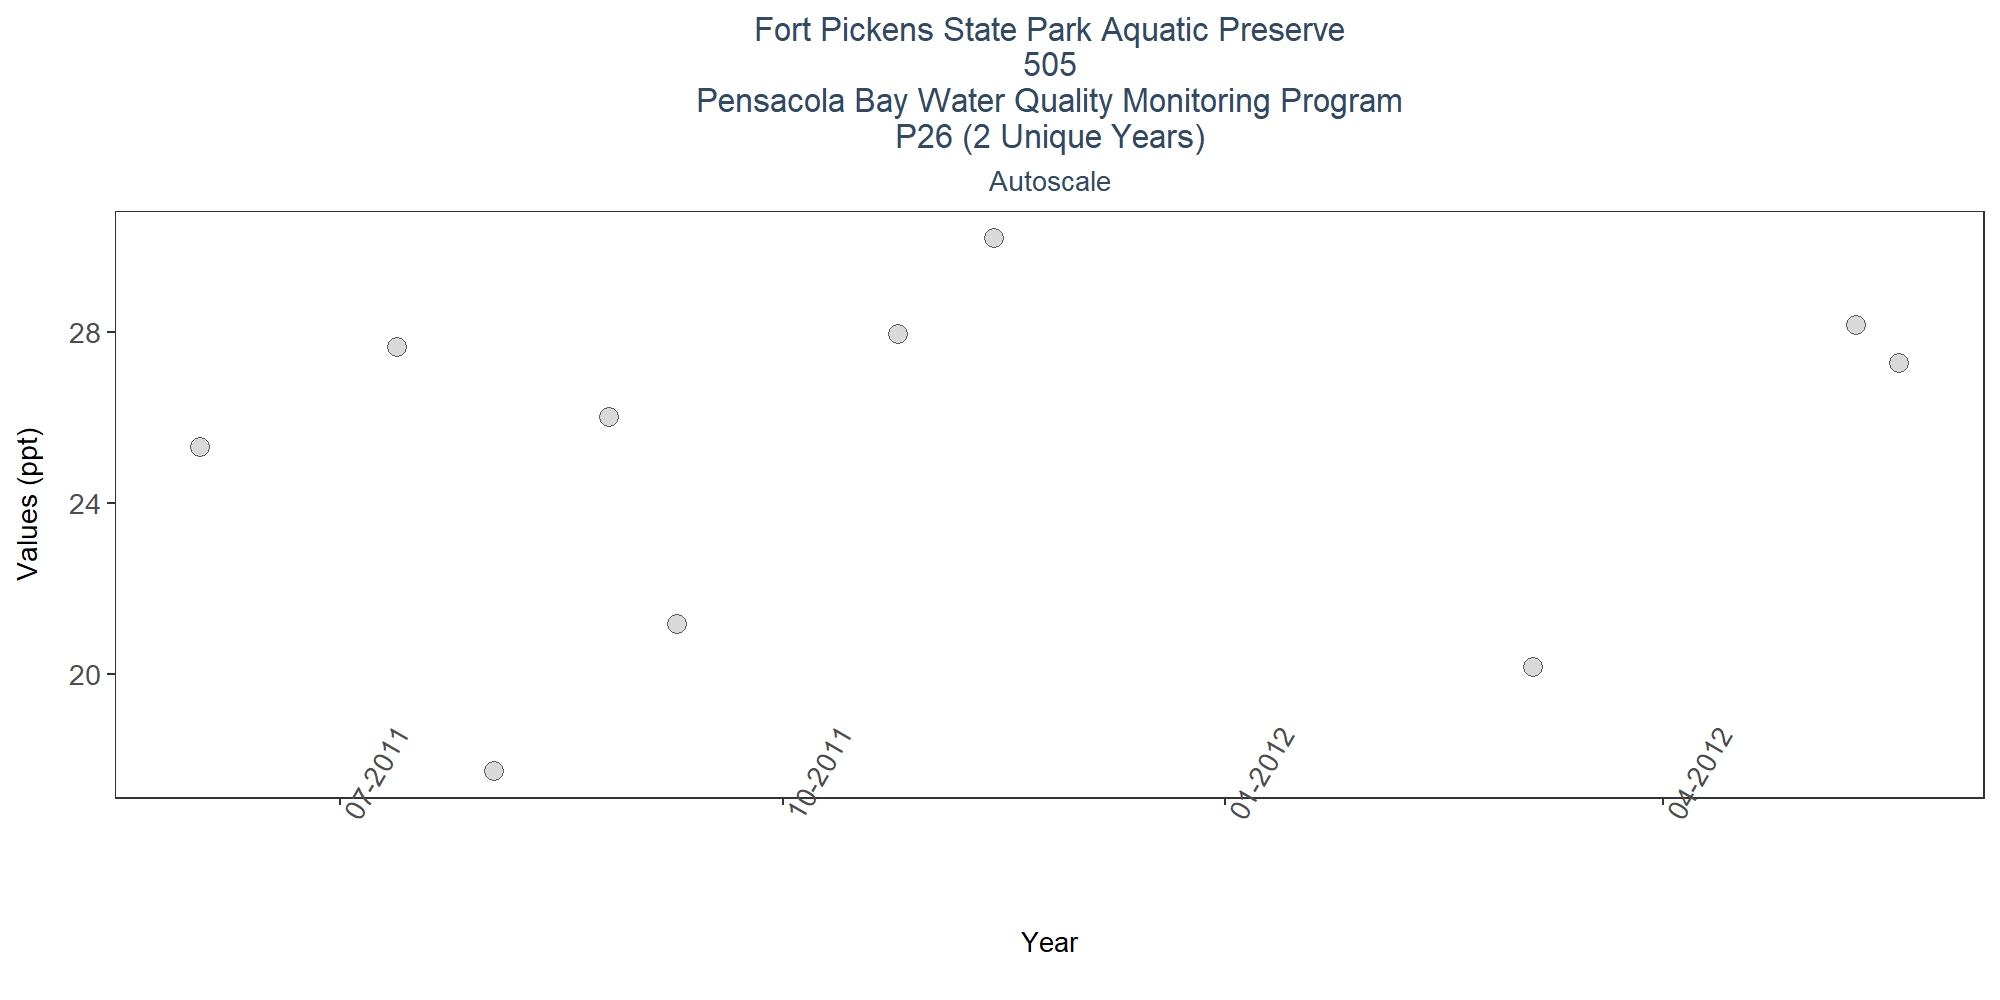 Fort Pickens State Park Aquatic Preserve
505
Pensacola Bay Water Quality Monitoring Program
P26 (2 Unique Years)
Autoscale
Values (ppt)
28
24
20
07-2011
10-2011
01-2012
04-2012
Year